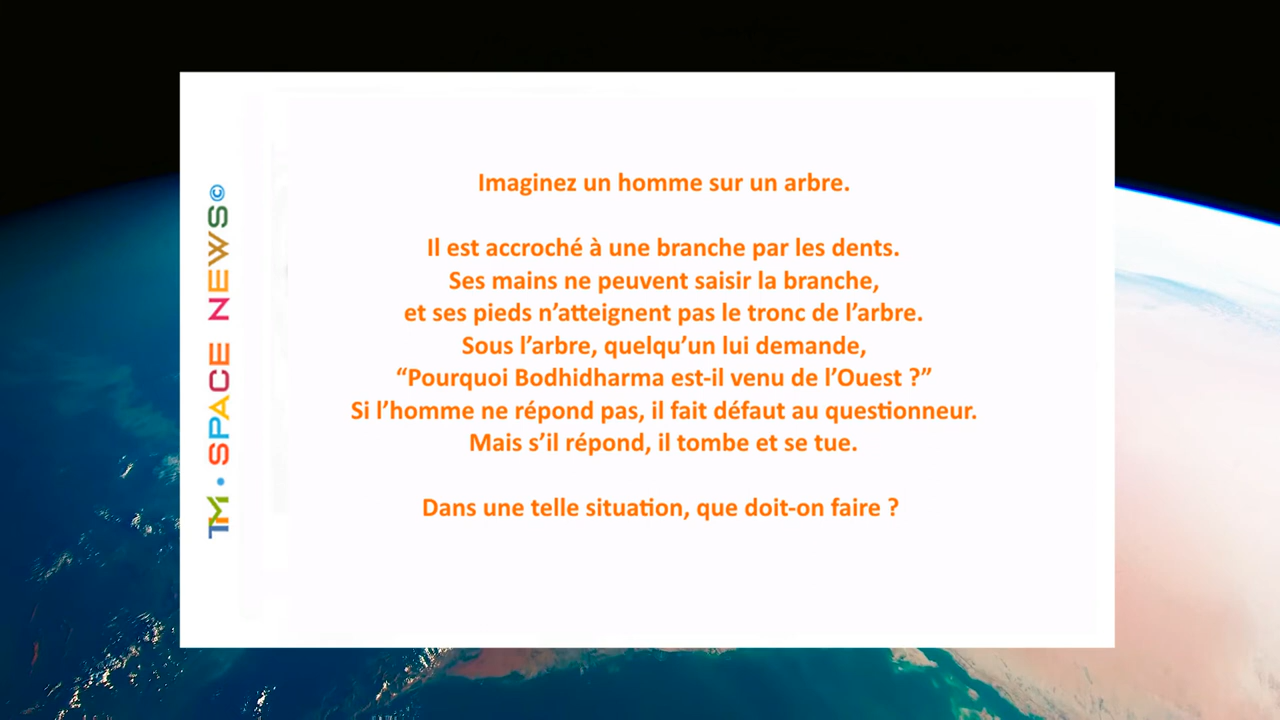 TM • SPACE NEWS©
Imaginez un homme sur un arbre.
Il est accroché à une branche par les dents.
Ses mains ne peuvent saisir la branche,
et ses pieds n’atteignent pas le tronc de l’arbre.
Sous l’arbre, quelqu’un lui demande,
“Pourquoi Bodhidharma est-il venu de l’Ouest ?”
Si l’homme ne répond pas, il fait défaut au questionneur.
Mais s’il répond, il tombe et se tue.
Dans une telle situation, que doit-on faire ?